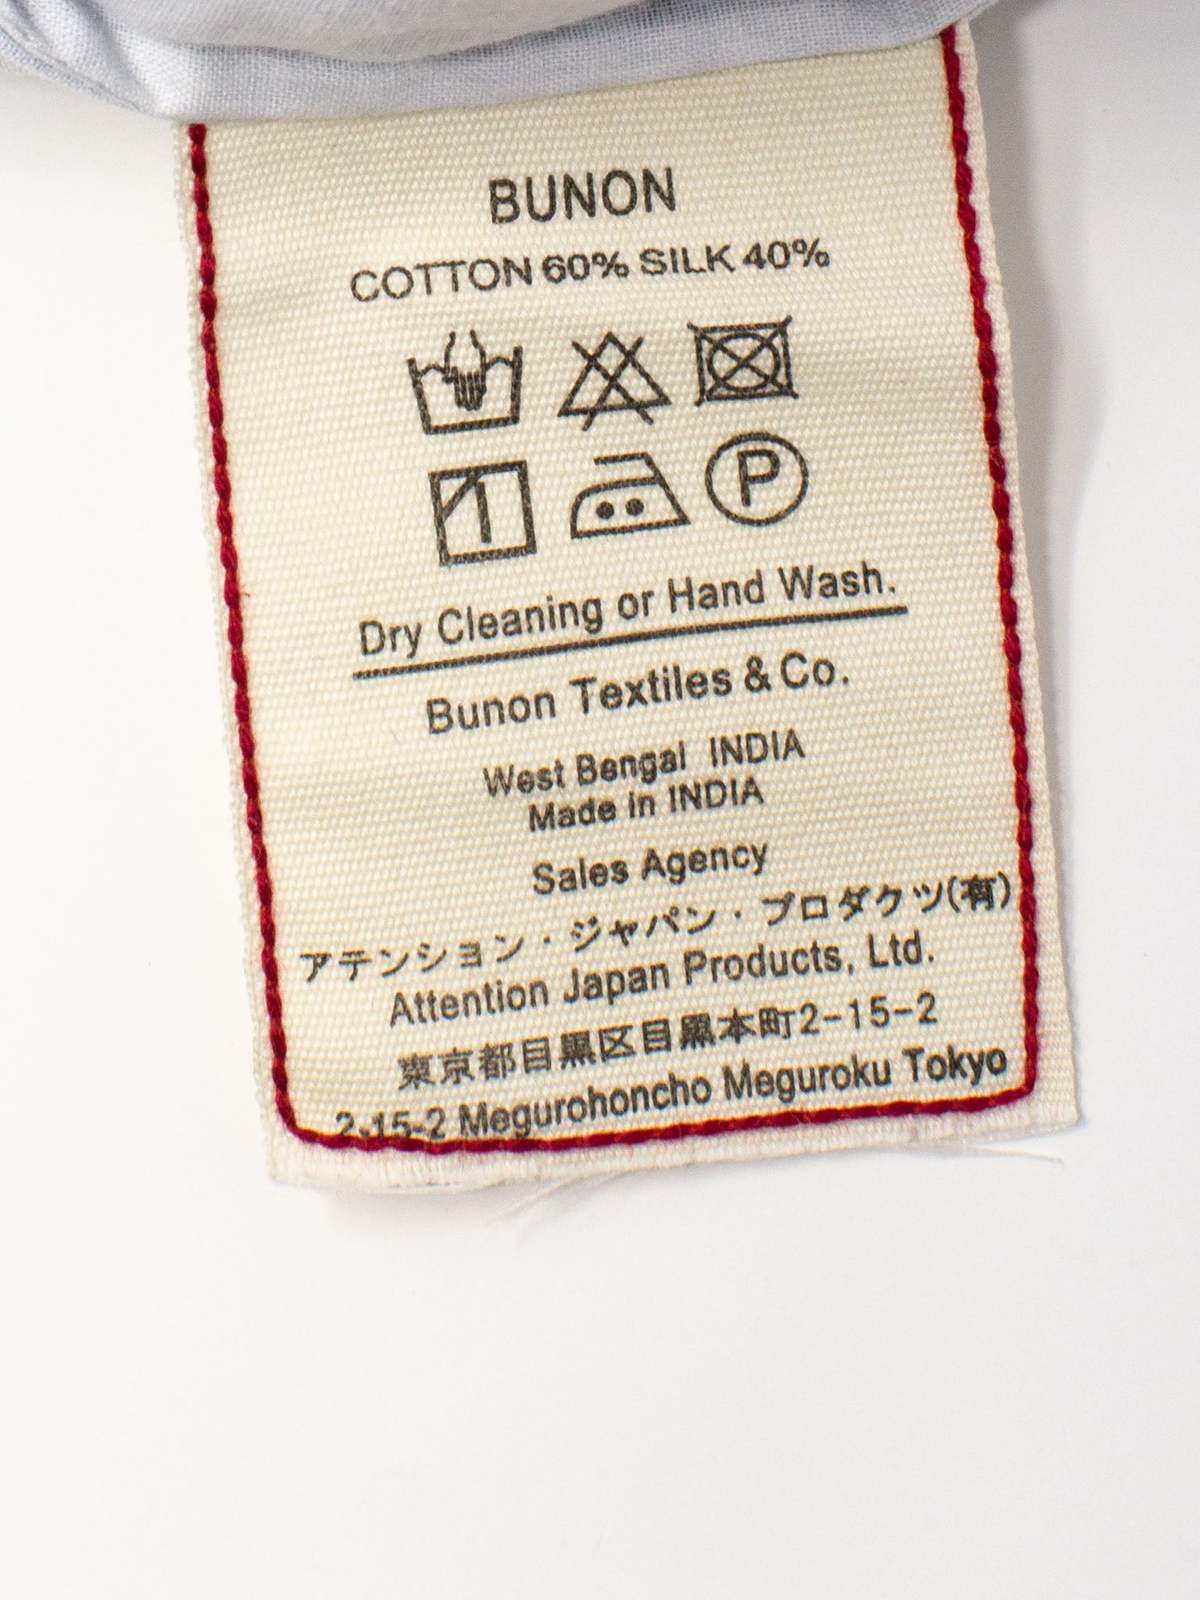 BUNON
COTTON 60% SILK 40%
P
Dry Cleaning or Hand Wash.
Bunon Textiles & Co.
West Bengal INDIA
Made in INDIA
Sales Agency
アテンション・ジャパン・プロダクツ(有)
Attention Japan Products, Ltd.
東京都目黒区目黒本町2-15-2
2-15-2 Megurohoncho Meguroku Tokyo